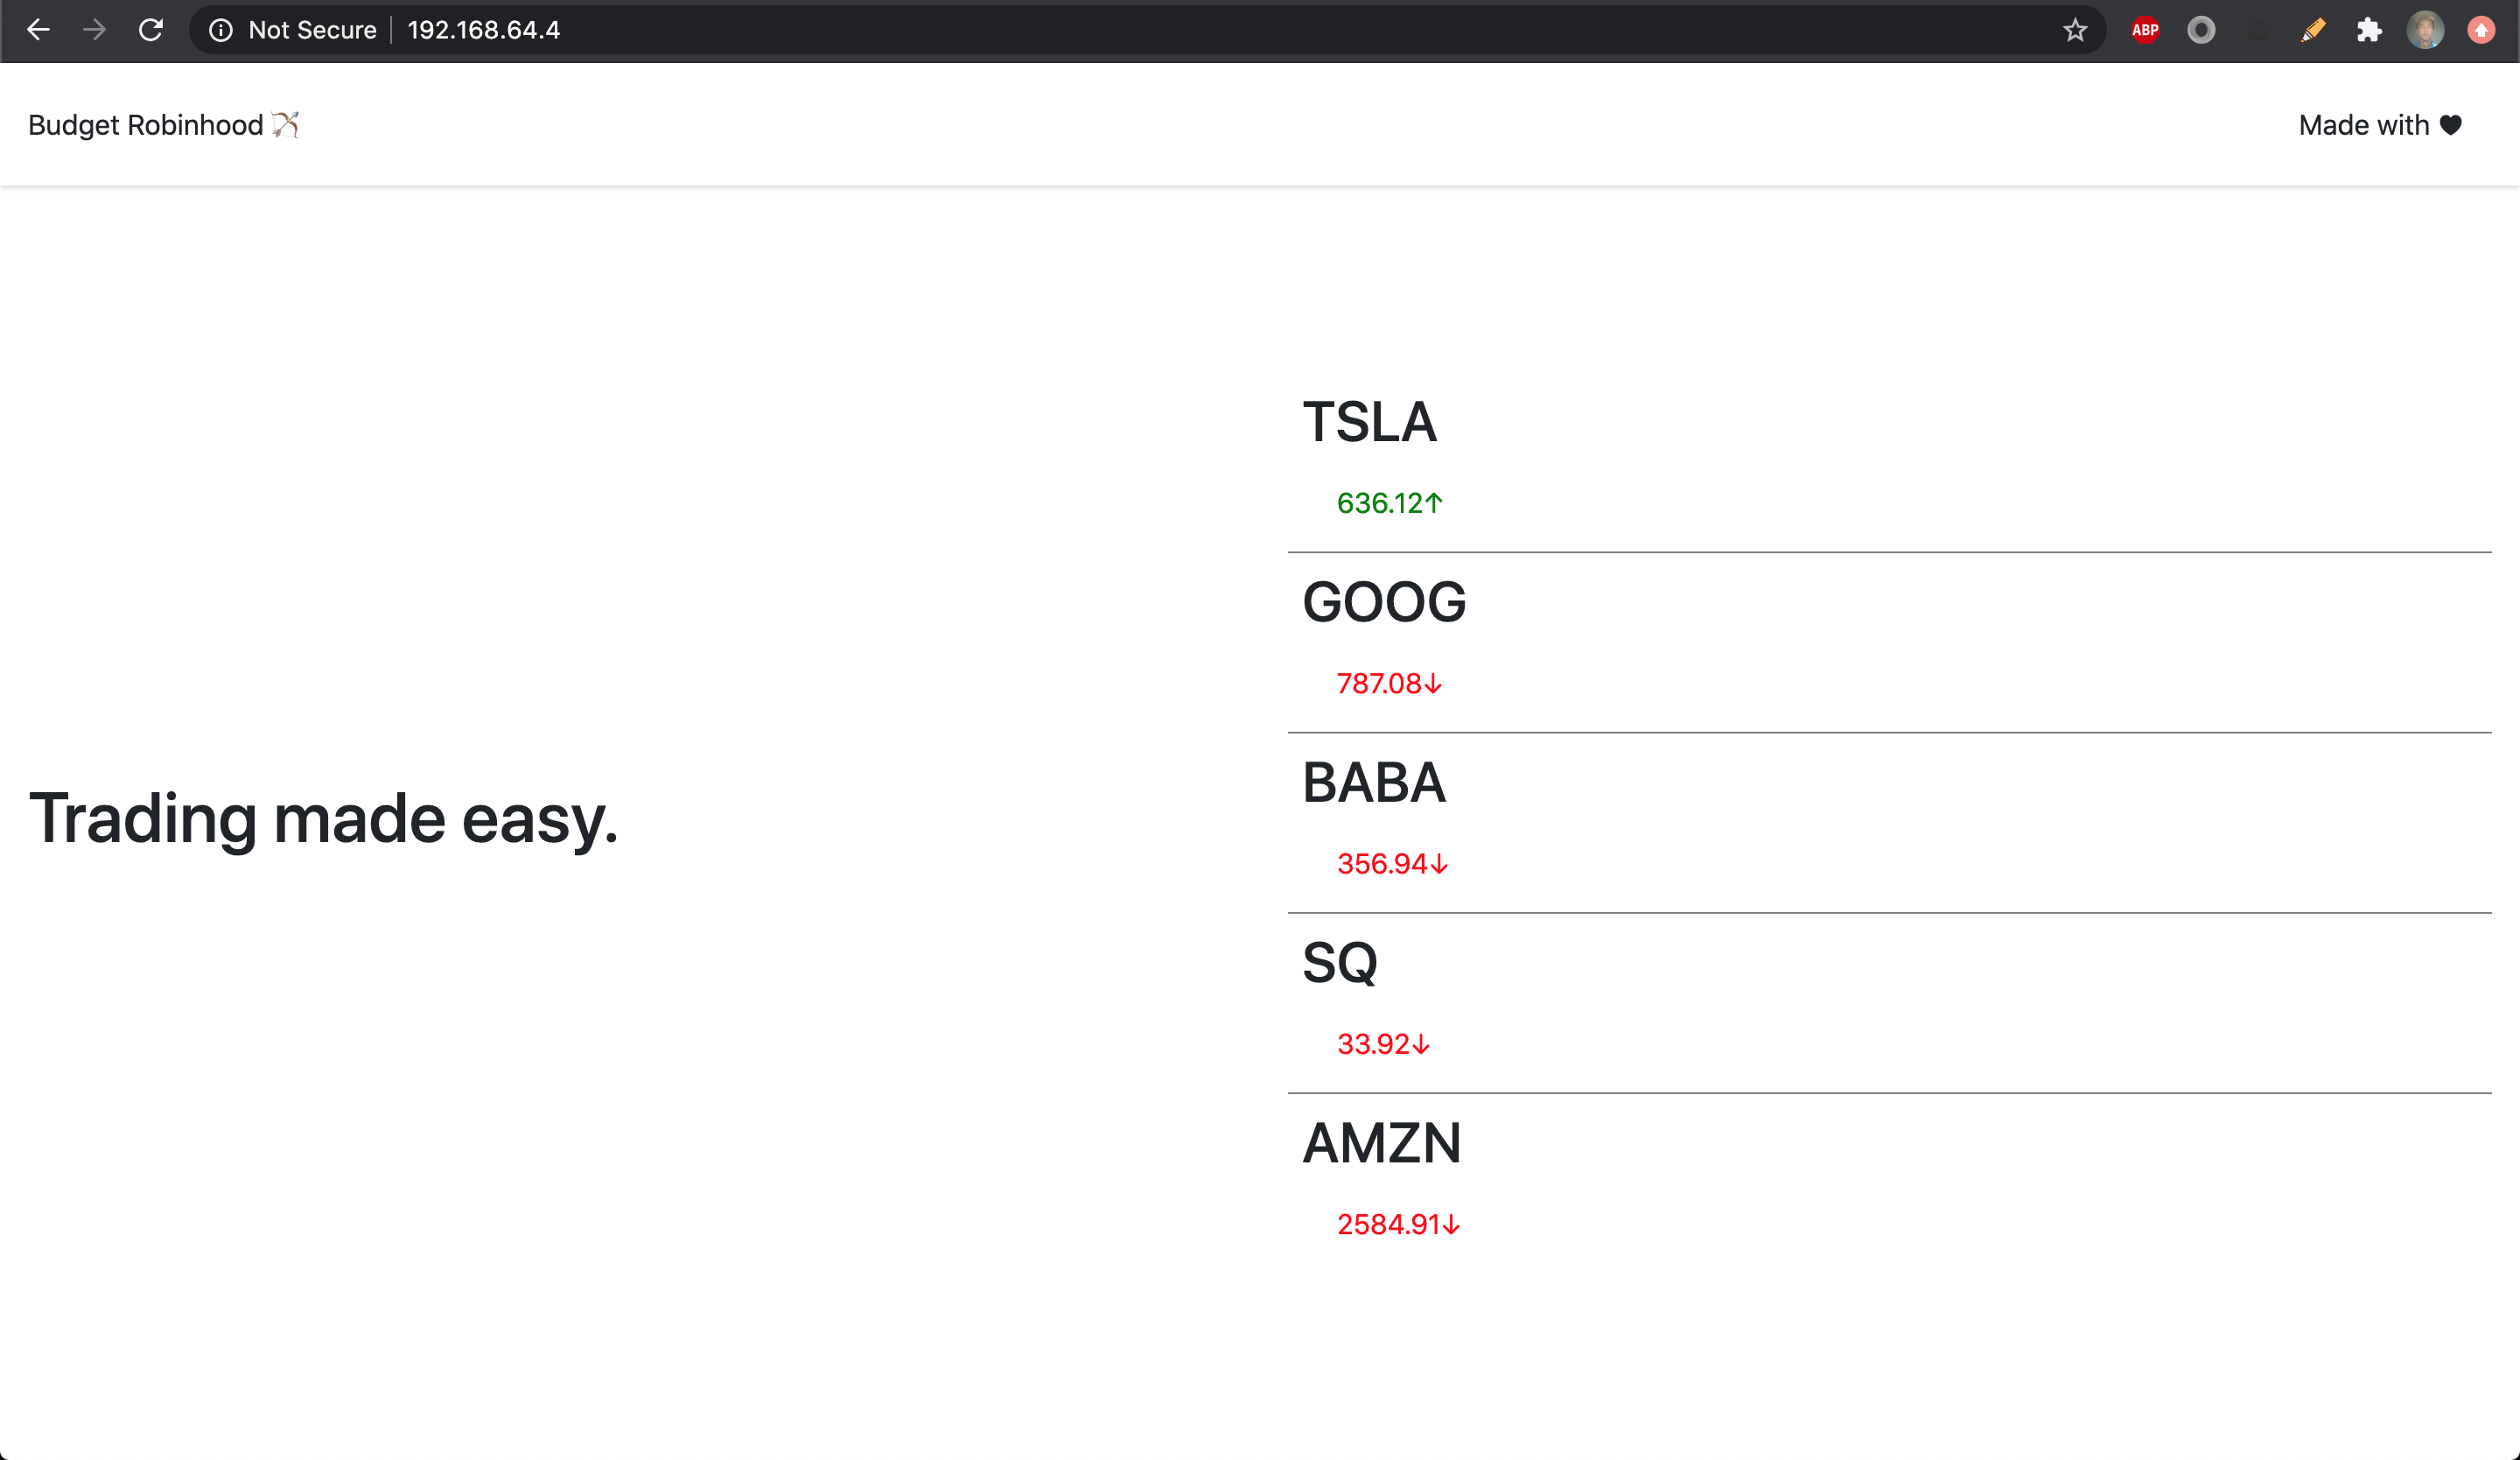 Not Secure | 192.168.64.4
ABP
Budget Robinhood 🏹
Made with ♥
Trading made easy.
TSLA
636.12↑
GOOG
787.08↓
BABA
356.94↓
SQ
33.92↓
AMZN
2584.91↓